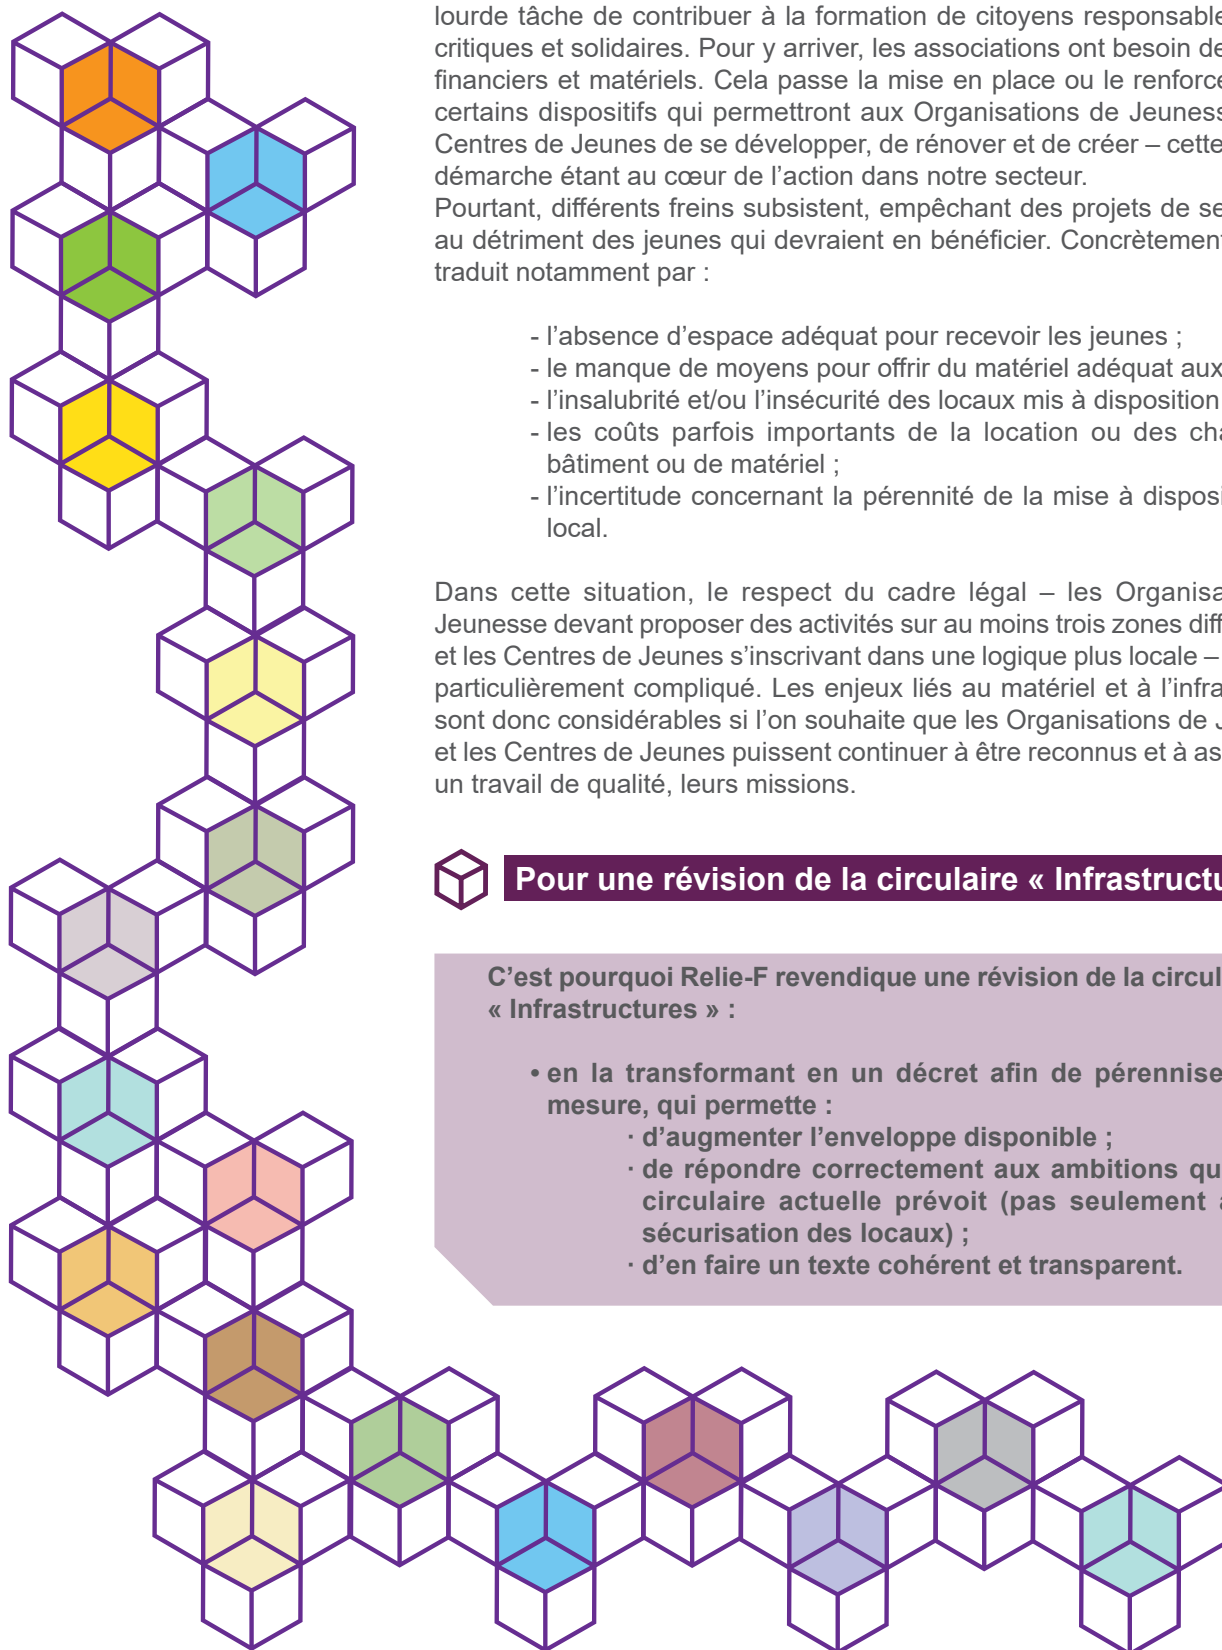 lourde tâche de contribuer à la formation de citoyens responsable
critiques et solidaires. Pour y arriver, les associations ont besoin de
financiers et matériels. Cela passe la mise en place ou le renforce
certains dispositifs qui permettront aux Organisations de Jeuness
Centres de Jeunes de se développer, de rénover et de créer – cette
démarche étant au cœur de l’action dans notre secteur.
Pourtant, différents freins subsistent, empêchant des projets de se
au détriment des jeunes qui devraient en bénéficier. Concrètement
traduit notamment par :
- l’absence d’espace adéquat pour recevoir les jeunes ;
- le manque de moyens pour offrir du matériel adéquat aux
- l’insalubrité et/ou l’insécurité des locaux mis à disposition
- les coûts parfois importants de la location ou des cha
bâtiment ou de matériel ;
- l’incertitude concernant la pérennité de la mise à disposi
local.
Dans cette situation, le respect du cadre légal – les Organisa
Jeunesse devant proposer des activités sur au moins trois zones diff
et les Centres de Jeunes s’inscrivant dans une logique plus locale –
particulièrement compliqué. Les enjeux liés au matériel et à l’infra
sont donc considérables si l’on souhaite que les Organisations de J
et les Centres de Jeunes puissent continuer à être reconnus et à as
un travail de qualité, leurs missions.
Pour une révision de la circulaire « Infrastructu
C’est pourquoi Relie-F revendique une révision de la circul
« Infrastructures » :
• en la transformant en un décret afin de pérennise
mesure, qui permette :
· d’augmenter l’enveloppe disponible ;
· de répondre correctement aux ambitions qu
circulaire actuelle prévoit (pas seulement a
sécurisation des locaux) ;
· d’en faire un texte cohérent et transparent.